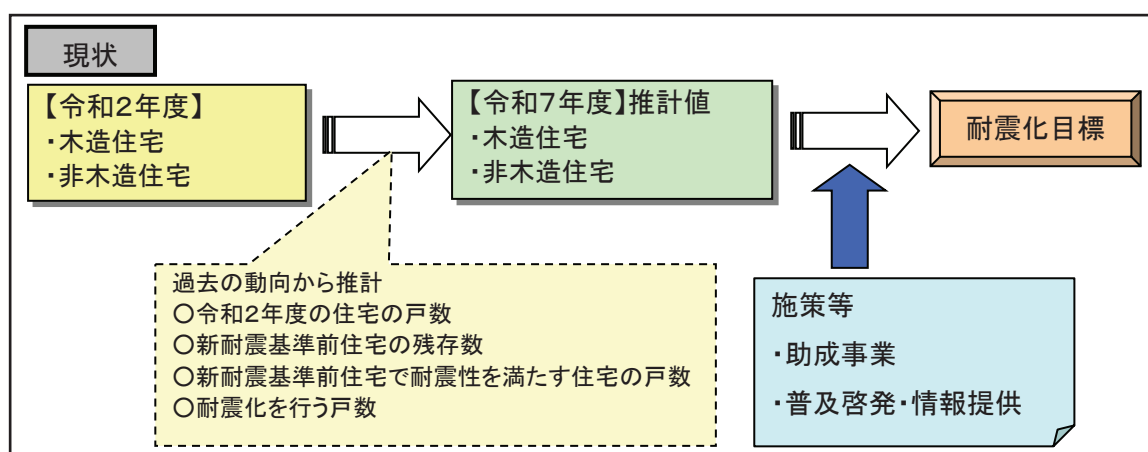 現状
【令和2年度】
・木造住宅
・非木造住宅
【令和7年度】推計値
・木造住宅
・非木造住宅
耐震化目標
過去の動向から推計
○令和2年度の住宅の戸数
○新耐震基準前住宅の残存数
○新耐震基準前住宅で耐震性を満たす住宅の戸数
○耐震化を行う戸数
施策等
・助成事業
・普及啓発・情報提供